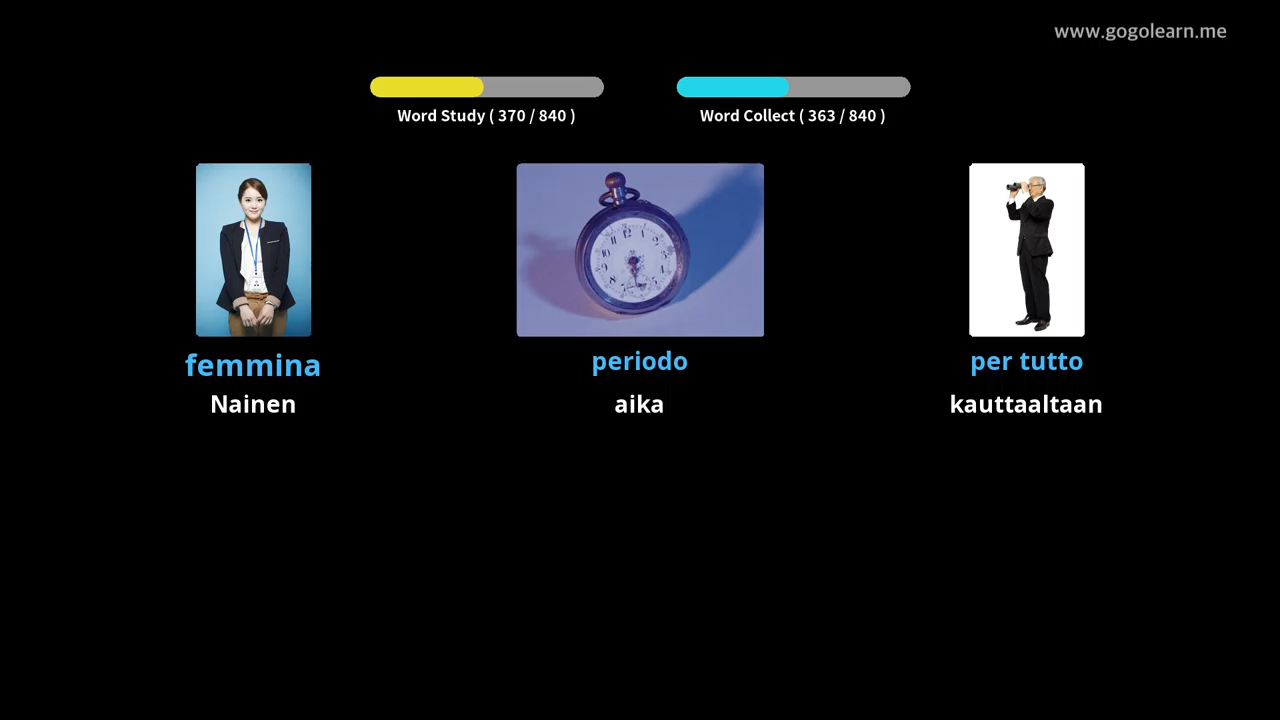 www.gogolearn.me
Word Study ( 370 / 840 )
Word Collect ( 363 / 840 )
femmina
Nainen
periodo
aika
per tutto
kauttaaltaan